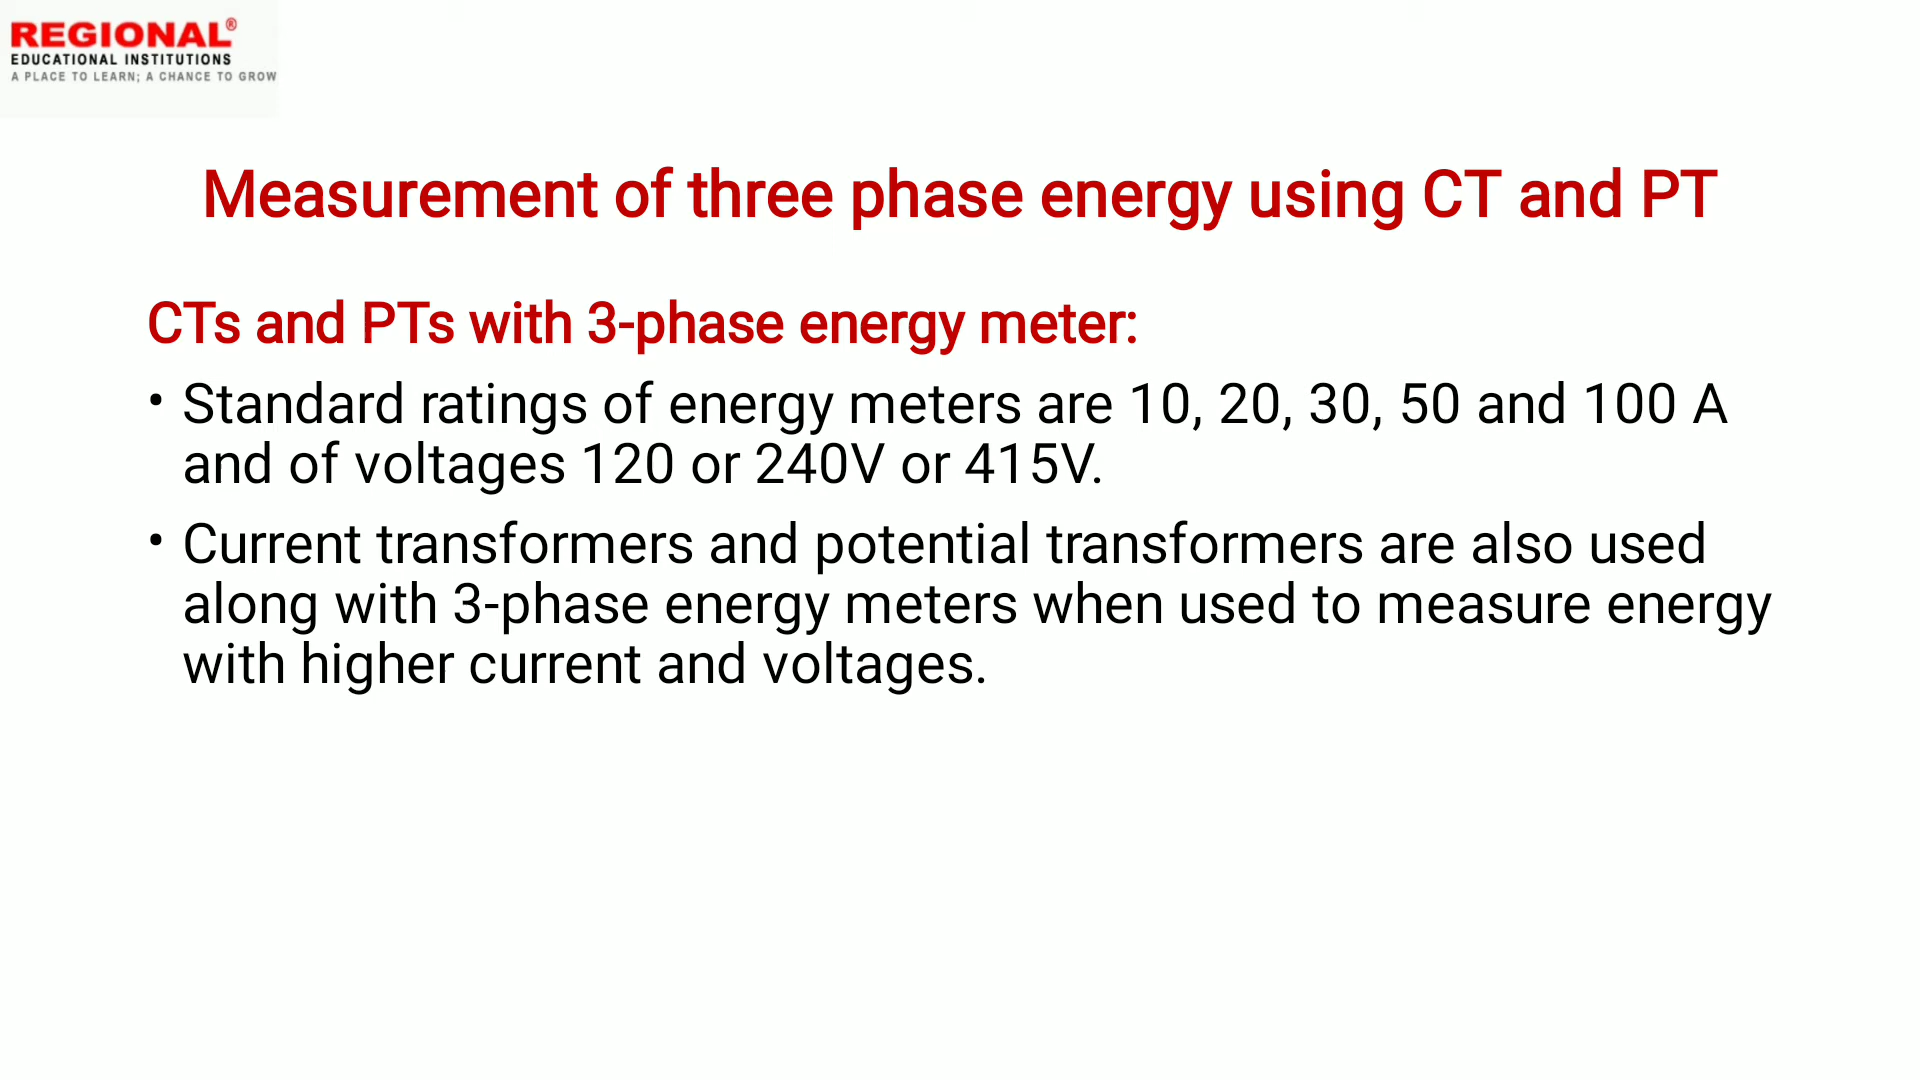 REGIONAL®
EDUCATIONAL INSTITUTIONS
A PLACE TO LEARN; A CHANCE TO GROW
Measurement of three phase energy using CT and PT
CTs and PTs with 3-phase energy meter:
• Standard ratings of energy meters are 10, 20, 30, 50 and 100 A
and of voltages 120 or 240V or 415V.
• Current transformers and potential transformers are also used
along with 3-phase energy meters when used to measure energy
with higher current and voltages.